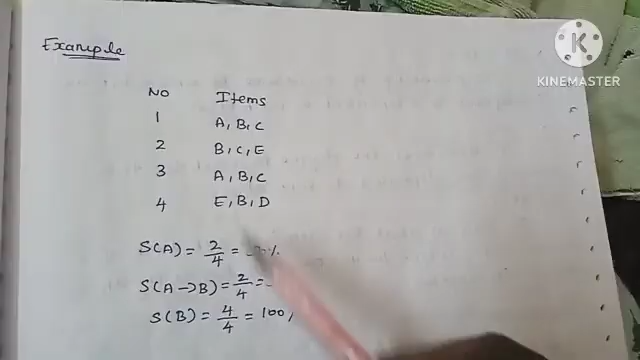 Example
KINEMASTER
NO Items
1 A, B, C
2 B, C, E
3 A, B, C
4 E, B, D
S(A) = 2/4 =
S(A→B) = 2/4 =
S(B) = 4/4 = 100%